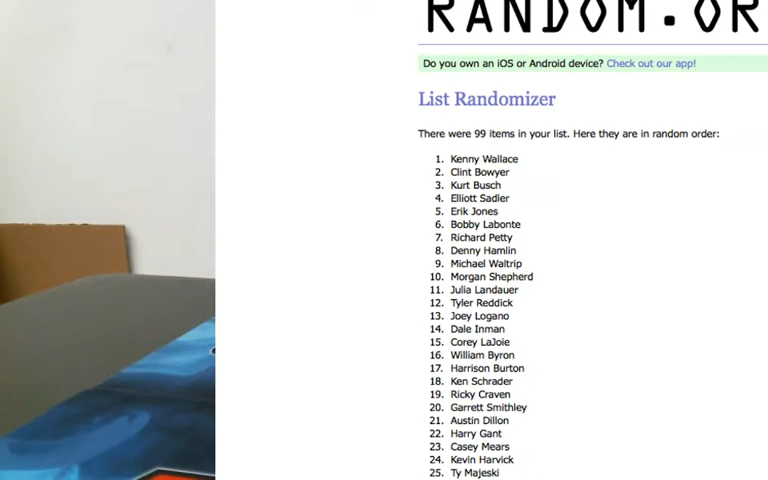 RANDOM.OR
Do you own an iOS or Android device? Check out our app!
List Randomizer
There were 99 items in your list. Here they are in random order:
1. Kenny Wallace
2. Clint Bowyer
3. Kurt Busch
4. Elliott Sadler
5. Erik Jones
6. Bobby Labonte
7. Richard Petty
8. Denny Hamlin
9. Michael Waltrip
10. Morgan Shepherd
11. Julia Landauer
12. Tyler Reddick
13. Joey Logano
14. Dale Inman
15. Corey LaJoie
16. William Byron
17. Harrison Burton
18. Ken Schrader
19. Ricky Craven
20. Garrett Smithley
21. Austin Dillon
22. Harry Gant
23. Casey Mears
24. Kevin Harvick
25. Ty Majeski